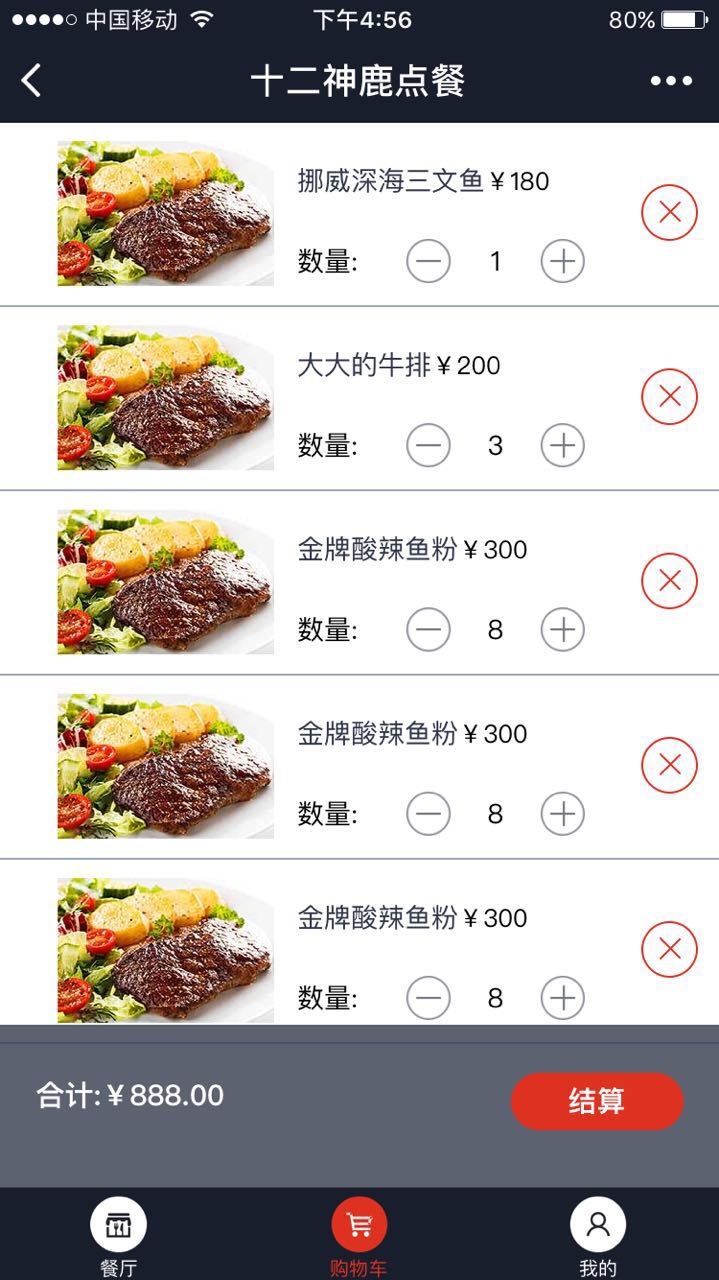 中国移动 下午4:56 80%
十二神鹿点餐
挪威深海三文鱼 ¥180
数量: 1
大大的牛排 ¥200
数量: 3
金牌酸辣鱼粉 ¥300
数量: 8
金牌酸辣鱼粉 ¥300
数量: 8
金牌酸辣鱼粉 ¥300
数量: 8
合计: ¥888.00 结算
餐厅 购物车 我的